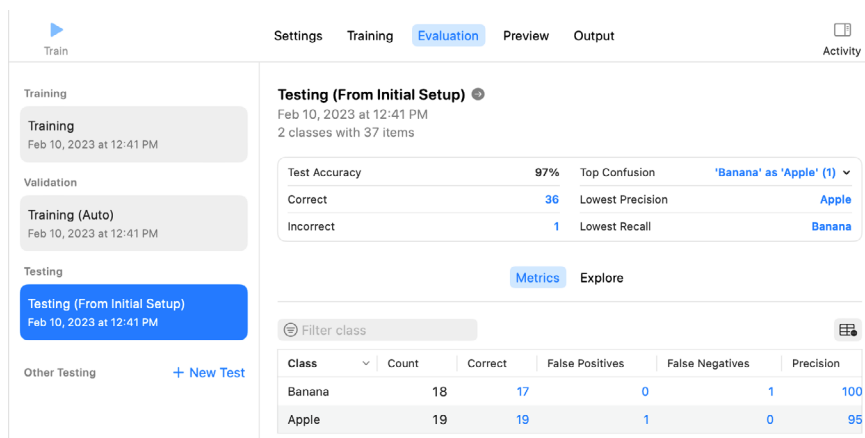 Train
Settings Training Evaluation Preview Output
Activity
Training
Training
Feb 10, 2023 at 12:41 PM
Validation
Training (Auto)
Feb 10, 2023 at 12:41 PM
Testing
Testing (From Initial Setup)
Feb 10, 2023 at 12:41 PM
Other Testing + New Test
Testing (From Initial Setup)
Feb 10, 2023 at 12:41 PM
2 classes with 37 items
Test Accuracy 97% Top Confusion 'Banana' as 'Apple' (1)
Correct 36 Lowest Precision Apple
Incorrect 1 Lowest Recall Banana
Metrics Explore
Filter class
Class Count Correct False Positives False Negatives Precision
Banana 18 17 0 1 100
Apple 19 19 1 0 95